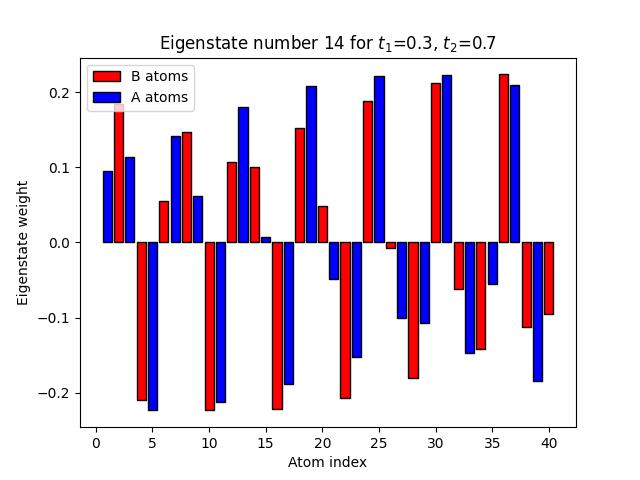 Eigenstate number 14 for t₁=0.3, t₂=0.7
B atoms
A atoms
Eigenstate weight
0.2
0.1
0.0
−0.1
−0.2
0 5 10 15 20 25 30 35 40
Atom index